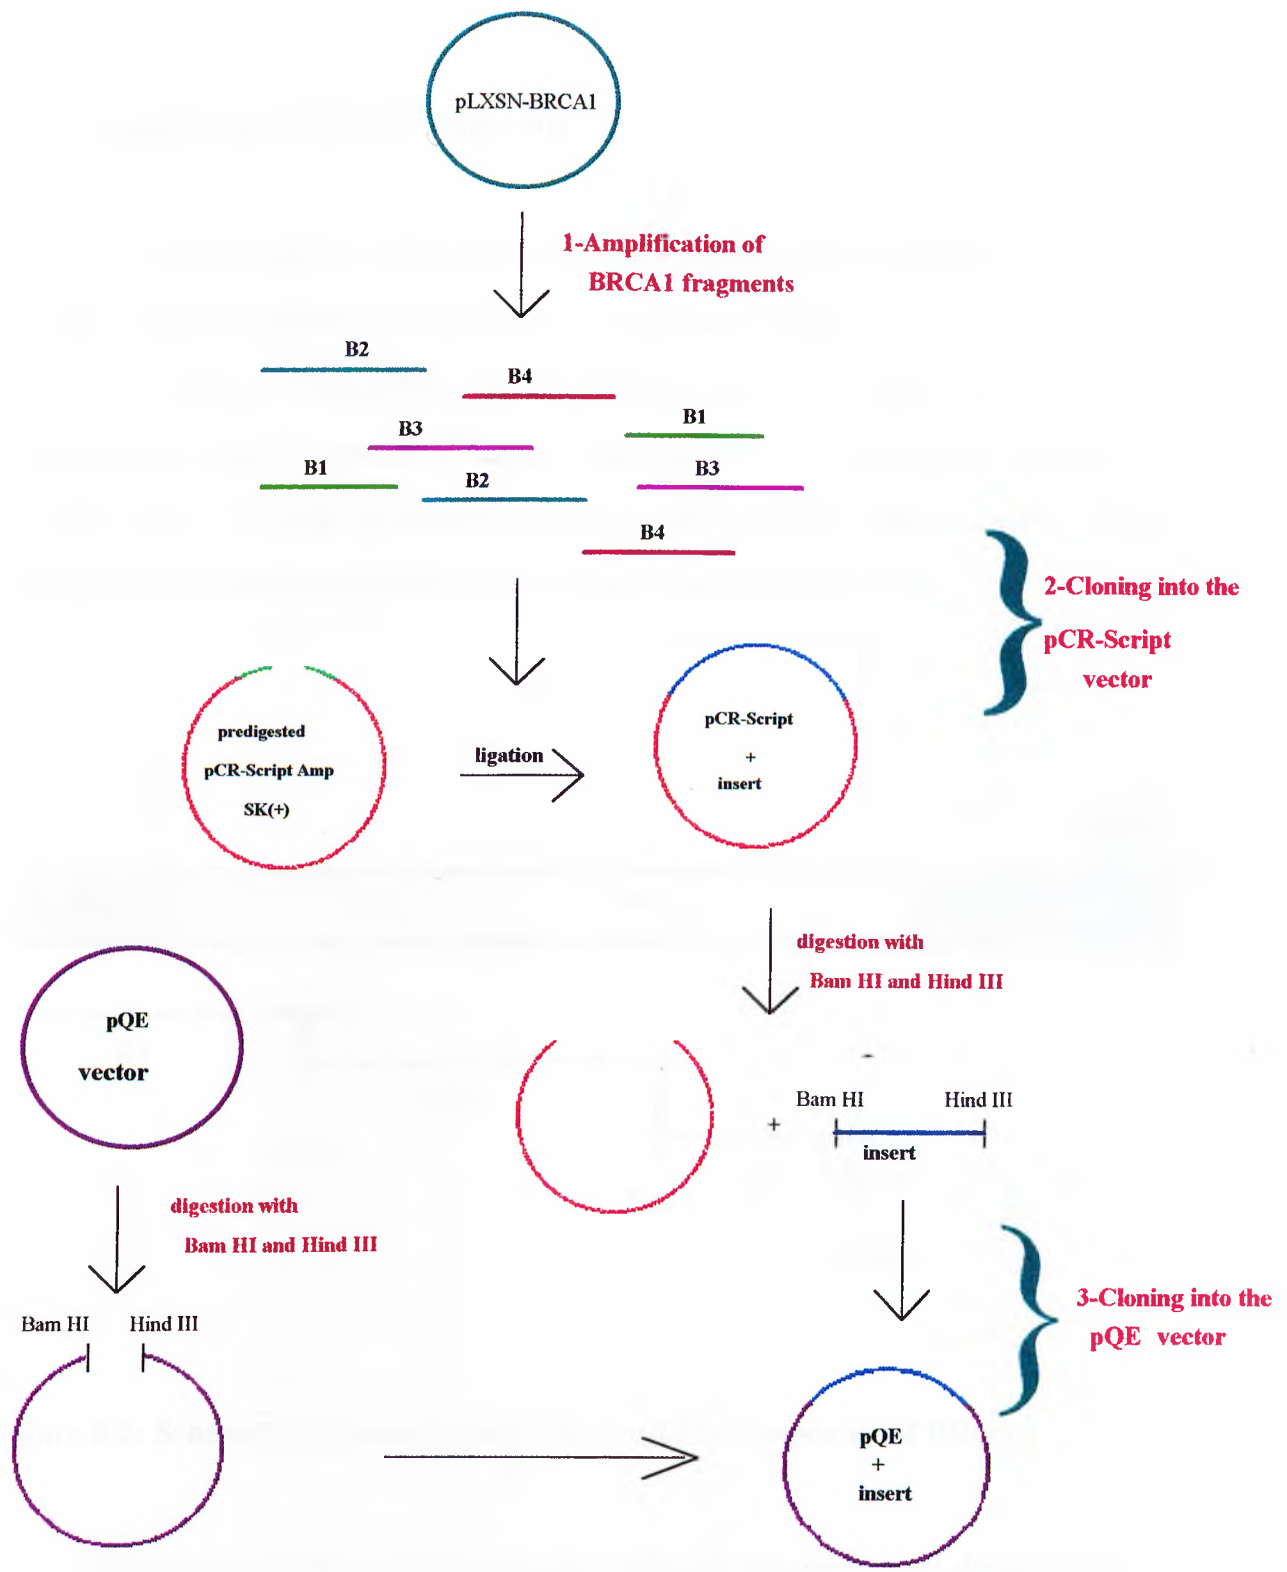 pLXSN-BRCA1
1-Amplification of
BRCA1 fragments
B2
B4
B1
B3
B1
B2
B3
B4
2-Cloning into the
pCR-Script
vector
predigested
pCR-Script Amp
SK(+)
ligation
pCR-Script
+
insert
digestion with
Bam HI and Hind III
pQE
vector
+
Bam HI
Hind III
insert
digestion with
Bam HI and Hind III
Bam HI
Hind III
3-Cloning into the
pQE vector
pQE
+
insert